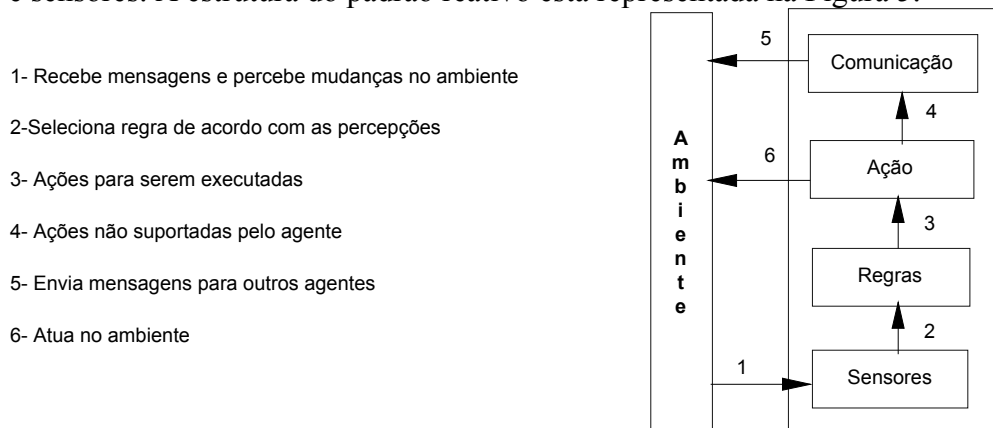 e sensores. A estrutura do padrão reativo está representada na Figura 5.
1- Recebe mensagens e percebe mudanças no ambiente
2-Seleciona regra de acordo com as percepções
3- Ações para serem executadas
4- Ações não suportadas pelo agente
5- Envia mensagens para outros agentes
6- Atua no ambiente
Ambiente
5
Comunicação
4
6
Ação
3
Regras
2
1
Sensores